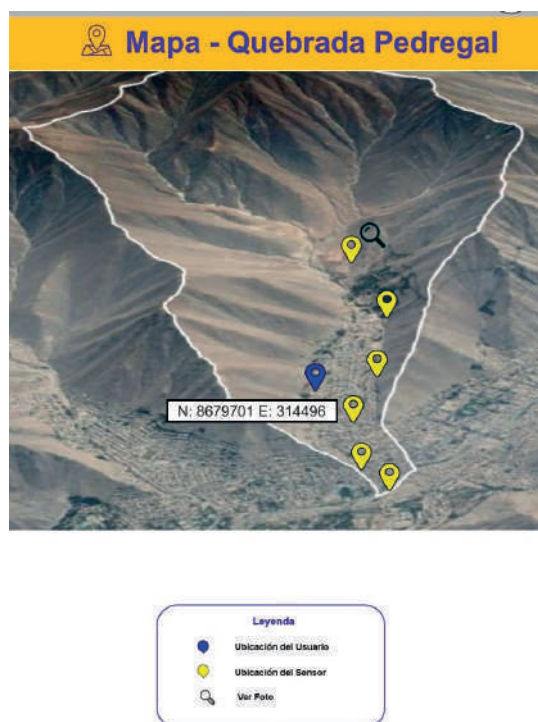 Mapa - Quebrada Pedregal
N: 8679701 E: 314496
Leyenda
Ubicación del Usuario
Ubicación del Sensor
Ver Foto